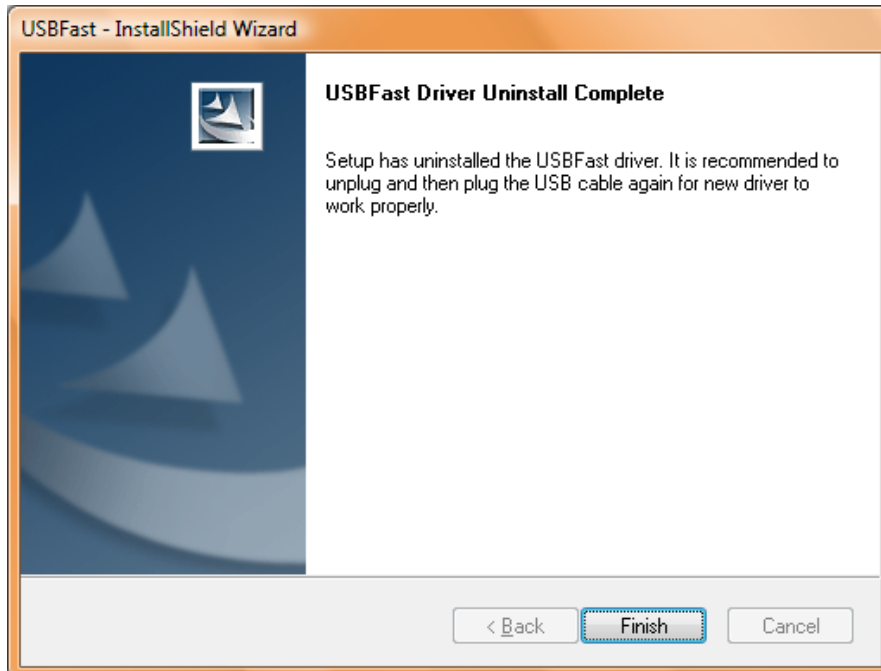 USBFast - InstallShield Wizard
USBFast Driver Uninstall Complete
Setup has uninstalled the USBFast driver. It is recommended to
unplug and then plug the USB cable again for new driver to
work properly.
< Back
Finish
Cancel